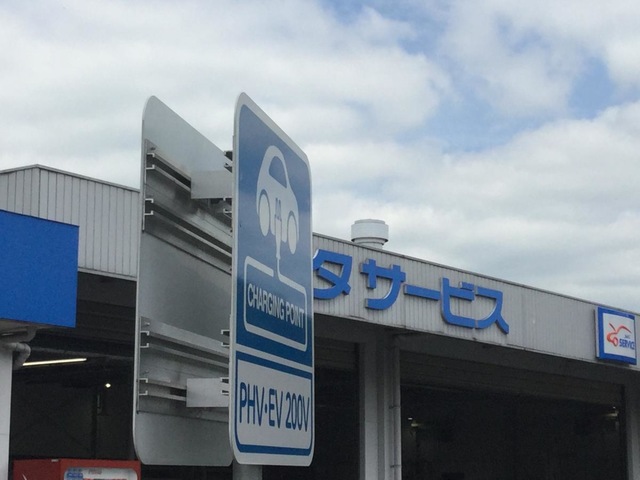 CHARGING POINT
PHV・EV 200V
タサービス
SERVICE